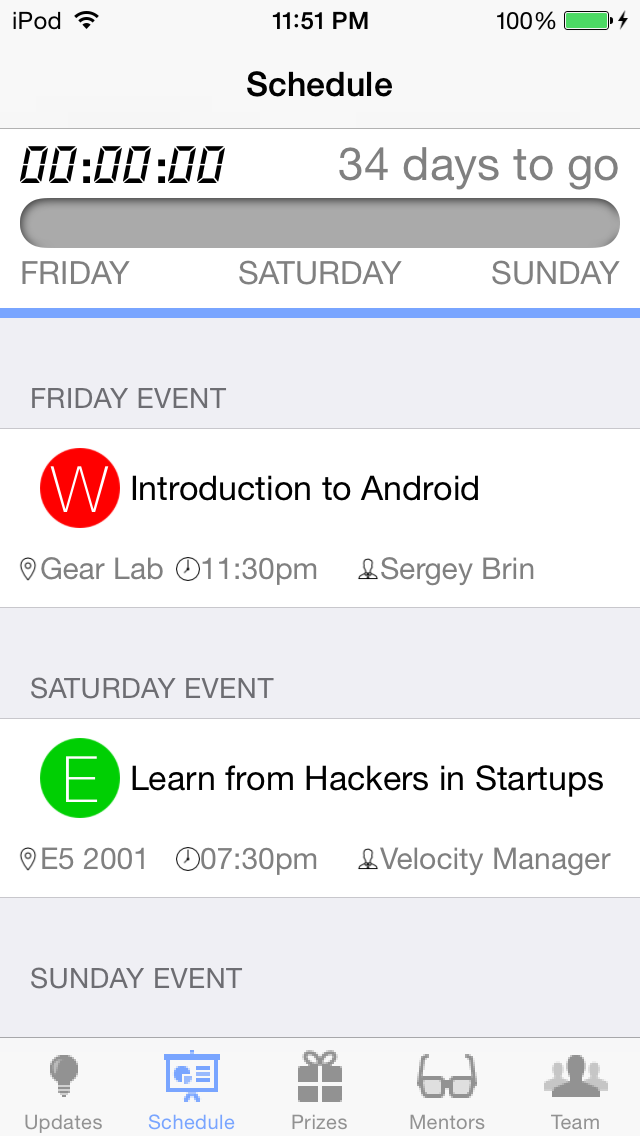 iPod 11:51 PM 100%
Schedule
00:00:00 34 days to go
FRIDAY SATURDAY SUNDAY
FRIDAY EVENT
W Introduction to Android
Gear Lab 11:30pm Sergey Brin
SATURDAY EVENT
E Learn from Hackers in Startups
E5 2001 07:30pm Velocity Manager
SUNDAY EVENT
Updates Schedule Prizes Mentors Team